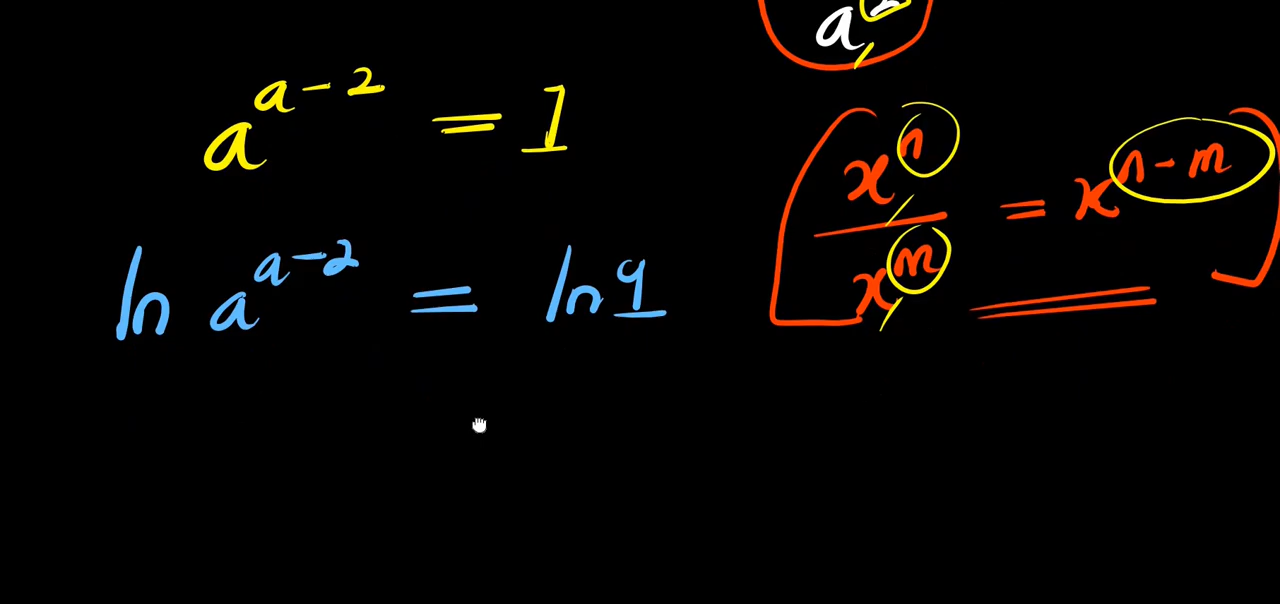 a^{a-2} = 1
ln a^{a-2} = ln 1
a
x^n / x^m = x^{n-m}